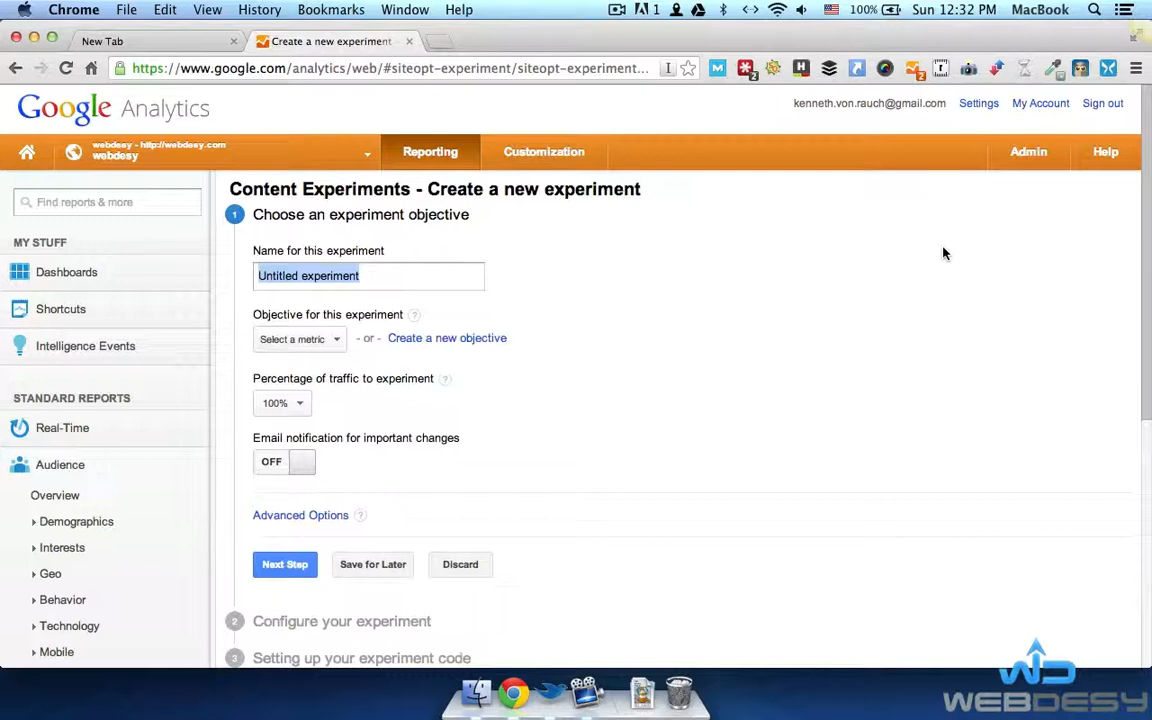 Chrome File Edit View History Bookmarks Window Help 1 100% Sun 12:32 PM MacBook
New Tab × Create a new experiment ×
https://www.google.com/analytics/web/#siteopt-experiment/siteopt-experiment...
Google Analytics
kenneth.von.rauch@gmail.com Settings My Account Sign out
webdesy - http://webdesy.com
webdesy
Reporting Customization Admin Help
Find reports & more
MY STUFF
Dashboards
Shortcuts
Intelligence Events
STANDARD REPORTS
Real-Time
Audience
Overview
Demographics
Interests
Geo
Behavior
Technology
Mobile
Content Experiments - Create a new experiment
1 Choose an experiment objective
Name for this experiment
Untitled experiment
Objective for this experiment ?
Select a metric - or - Create a new objective
Percentage of traffic to experiment ?
100%
Email notification for important changes
OFF
Advanced Options ?
Next Step Save for Later Discard
2 Configure your experiment
3 Setting up your experiment code
WEBDESY